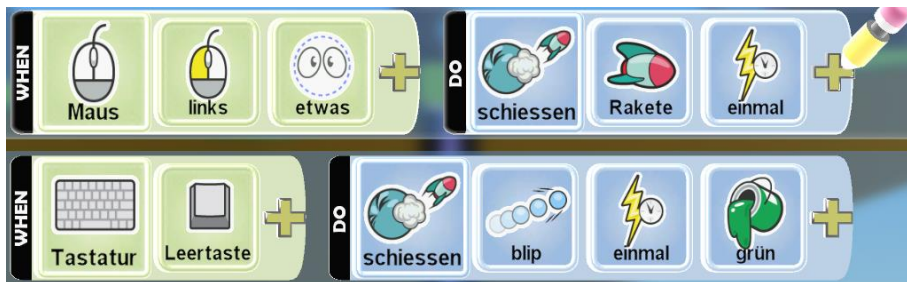 WHEN Maus links etwas DO schiessen Rakete einmal
WHEN Tastatur Leertaste DO schiessen blip einmal grün